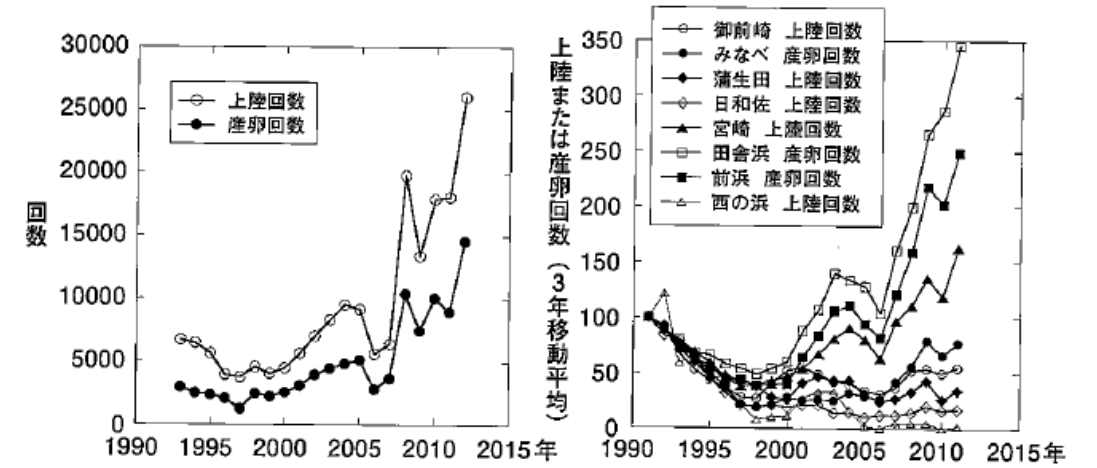 30000
25000
20000
15000
10000
5000
0
回数
上陸回数
産卵回数
1990 1995 2000 2005 2010 2015年
上陸または産卵回数（3年移動平均）
350
300
250
200
150
100
50
0
御前崎 上陸回数
みなべ 産卵回数
蒲生田 上陸回数
日和佐 上陸回数
宮崎 上陸回数
田舎浜 産卵回数
前浜 産卵回数
西の浜 上陸回数
1990 1995 2000 2005 2010 2015年